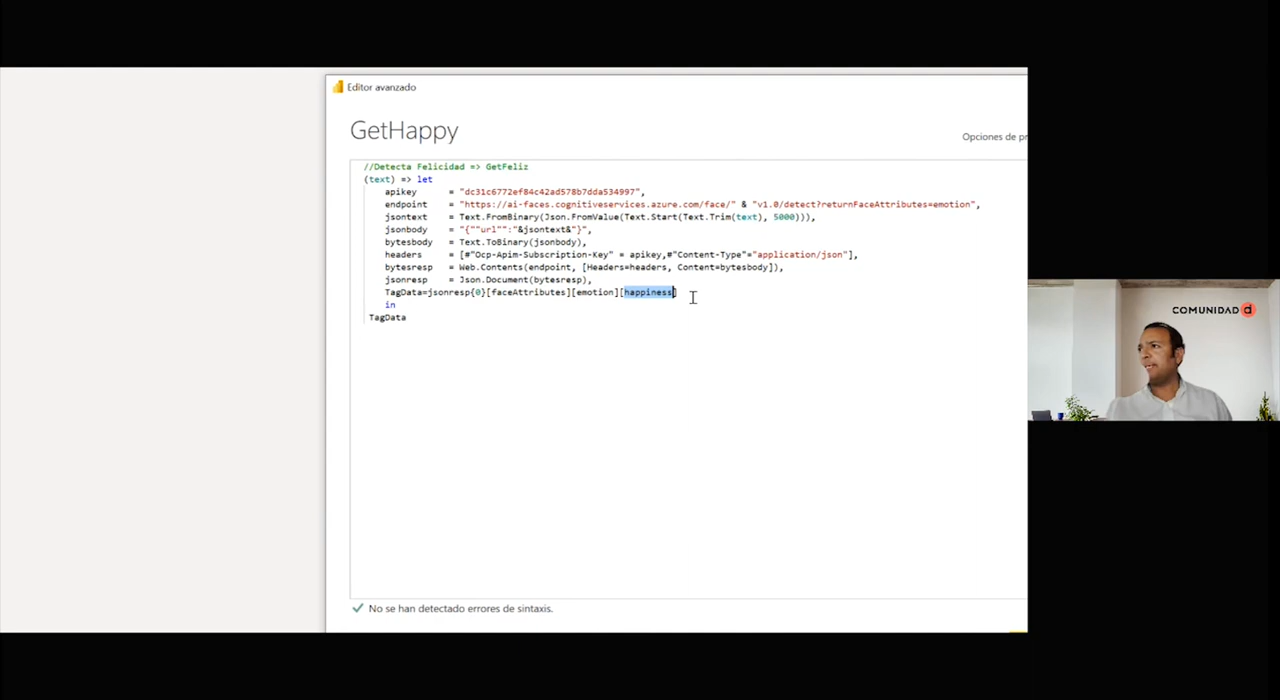 Editor avanzado
GetHappy
Opciones de pr
//Detecta Felicidad => GetFeliz
(text) => let
apikey = "dc31c6772ef84c42ad578b7dda534997",
endpoint = "https://ai-faces.cognitiveservices.azure.com/face/" & "v1.0/detect?returnFaceAttributes=emotion",
jsontext = Text.FromBinary(Json.FromValue(Text.Start(Text.Trim(text), 5000))),
jsonbody = "{""url"":"&jsontext&"}",
bytesbody = Text.ToBinary(jsonbody),
headers = [#"Ocp-Apim-Subscription-Key" = apikey,#"Content-Type"="application/json"],
bytesresp = Web.Contents(endpoint, [Headers=headers, Content=bytesbody]),
jsonresp = Json.Document(bytesresp),
TagData=jsonresp{0}[faceAttributes][emotion][happiness]
in
TagData
COMUNIDAD d
No se han detectado errores de sintaxis.